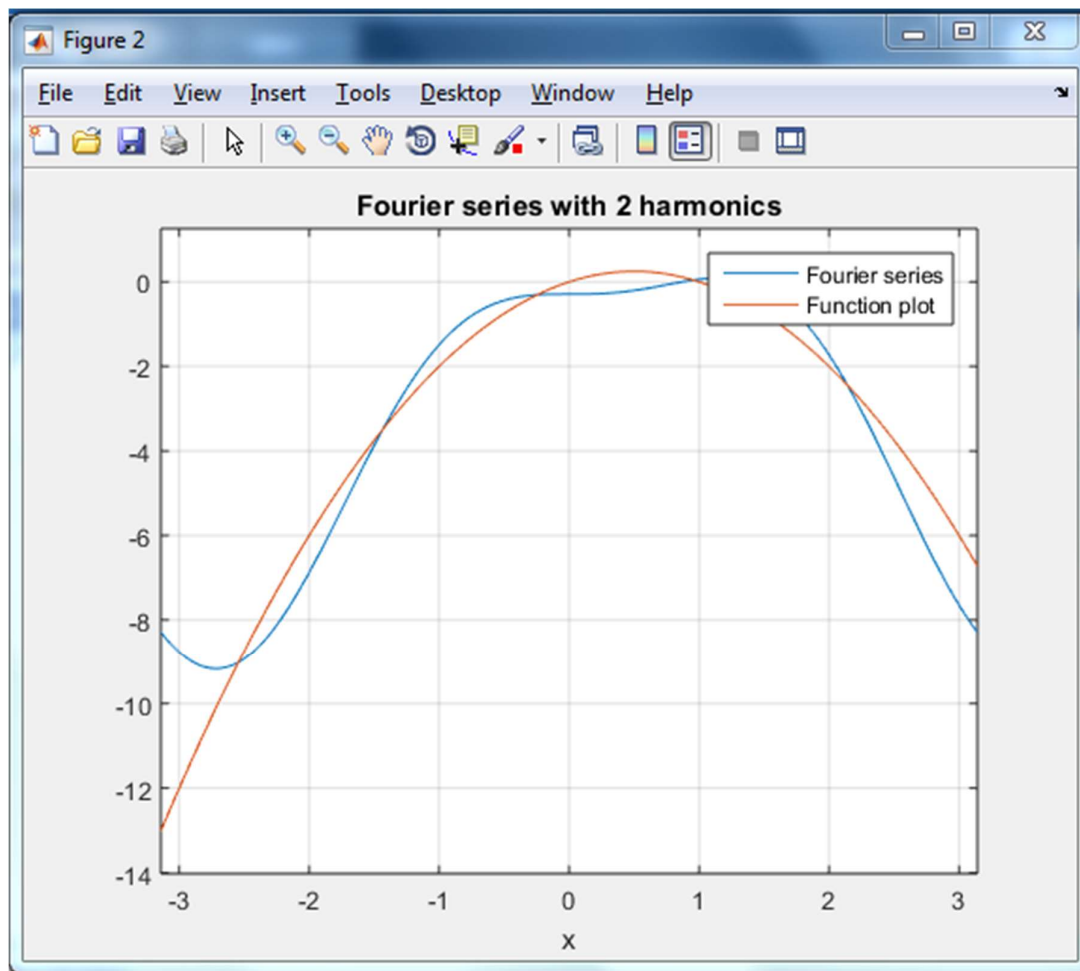 Figure 2
File Edit View Insert Tools Desktop Window Help
Fourier series with 2 harmonics
Fourier series
Function plot
0
-2
-4
-6
-8
-10
-12
-14
-3 -2 -1 0 1 2 3
x